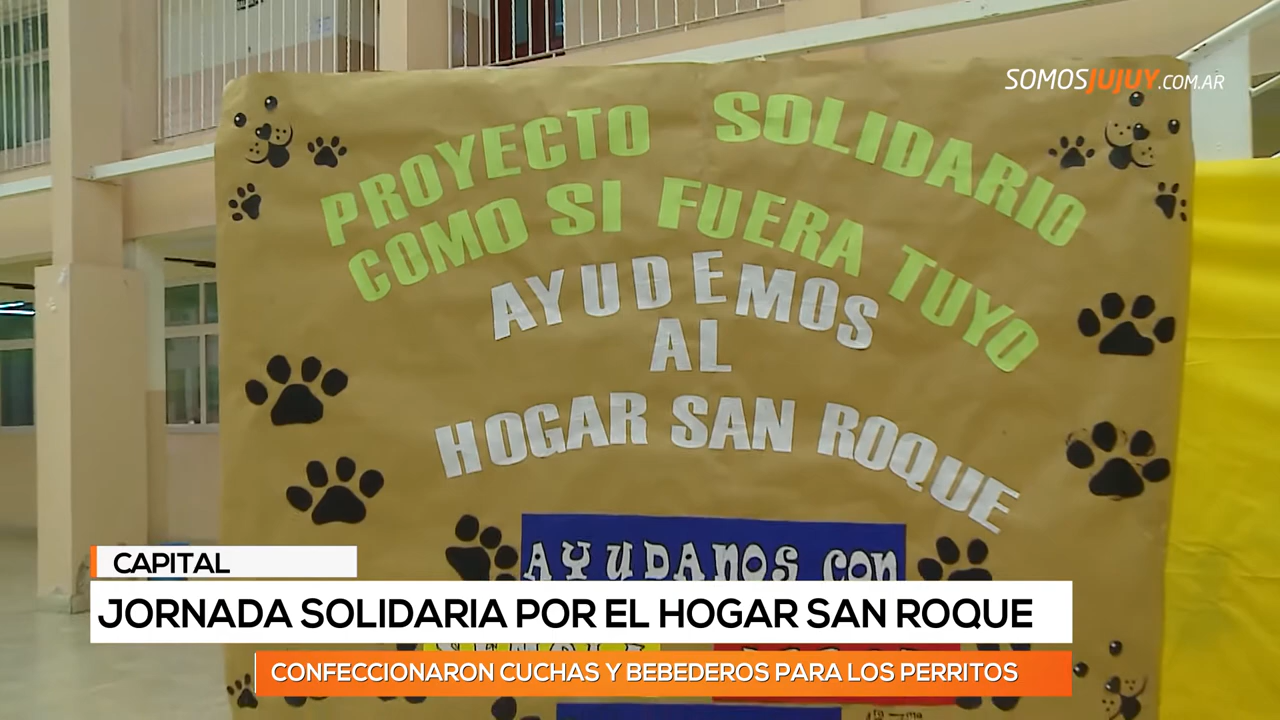 SOMOSJUJUY.COM.AR
PROYECTO SOLIDARIO
COMO SI FUERA TUYO
AYUDEMOS
AL
HOGAR SAN ROQUE
AYUDANOS CON
CAPITAL
JORNADA SOLIDARIA POR EL HOGAR SAN ROQUE
CONFECCIONARON CUCHAS Y BEBEDEROS PARA LOS PERRITOS